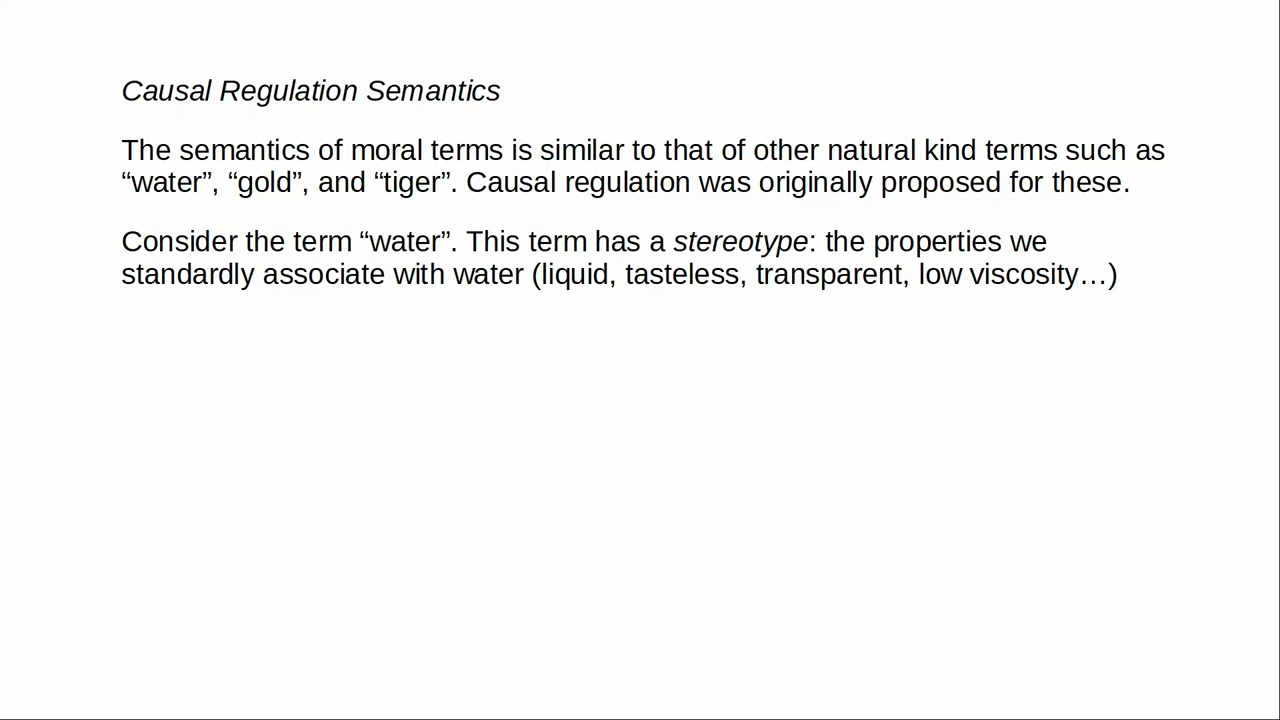 Causal Regulation Semantics
The semantics of moral terms is similar to that of other natural kind terms such as
“water”, “gold”, and “tiger”. Causal regulation was originally proposed for these.
Consider the term “water”. This term has a stereotype: the properties we
standardly associate with water (liquid, tasteless, transparent, low viscosity…)